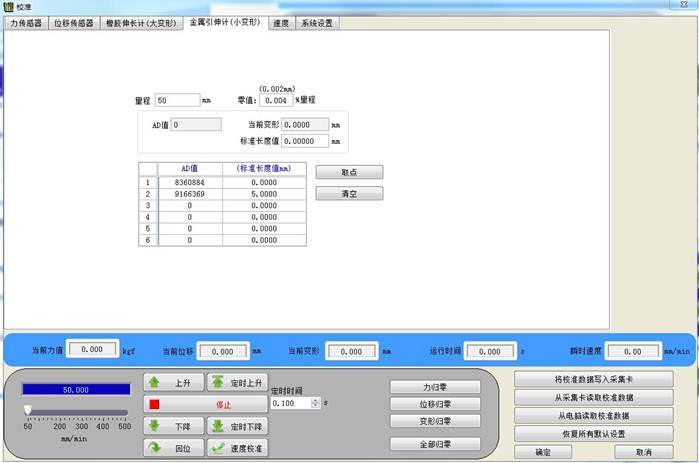 校准
力传感器 位移传感器 橡胶伸长计(大变形) 金属引伸计(小变形) 速度 系统设置
(0.002mm)
量程 50 mm 零值: 0.004 %量程
AD值 0 当前变形 0.0000 mm
标准长度值 0.00000 mm
AD值 (标准长度值mm)
1 8360884 0.0000
2 9166369 5.0000
3 0 0.0000
4 0 0.0000
5 0 0.0000
6 0 0.0000
取点
清空
当前力值 0.000 kgf 当前位移 0.000 mm 当前变形 0.000 mm 运行时间 0.000 s 瞬时速度 0.00 mm/min
50.000
50 200 300 400 500
mm/min
上升 定时上升
停止
下降 定时下降
回位 速度校准
定时时间
0.100 s
力归零
位移归零
变形归零
全部归零
将校准数据写入采集卡
从采集卡读取校准数据
从电脑读取校准数据
恢复所有默认设置
确定 取消